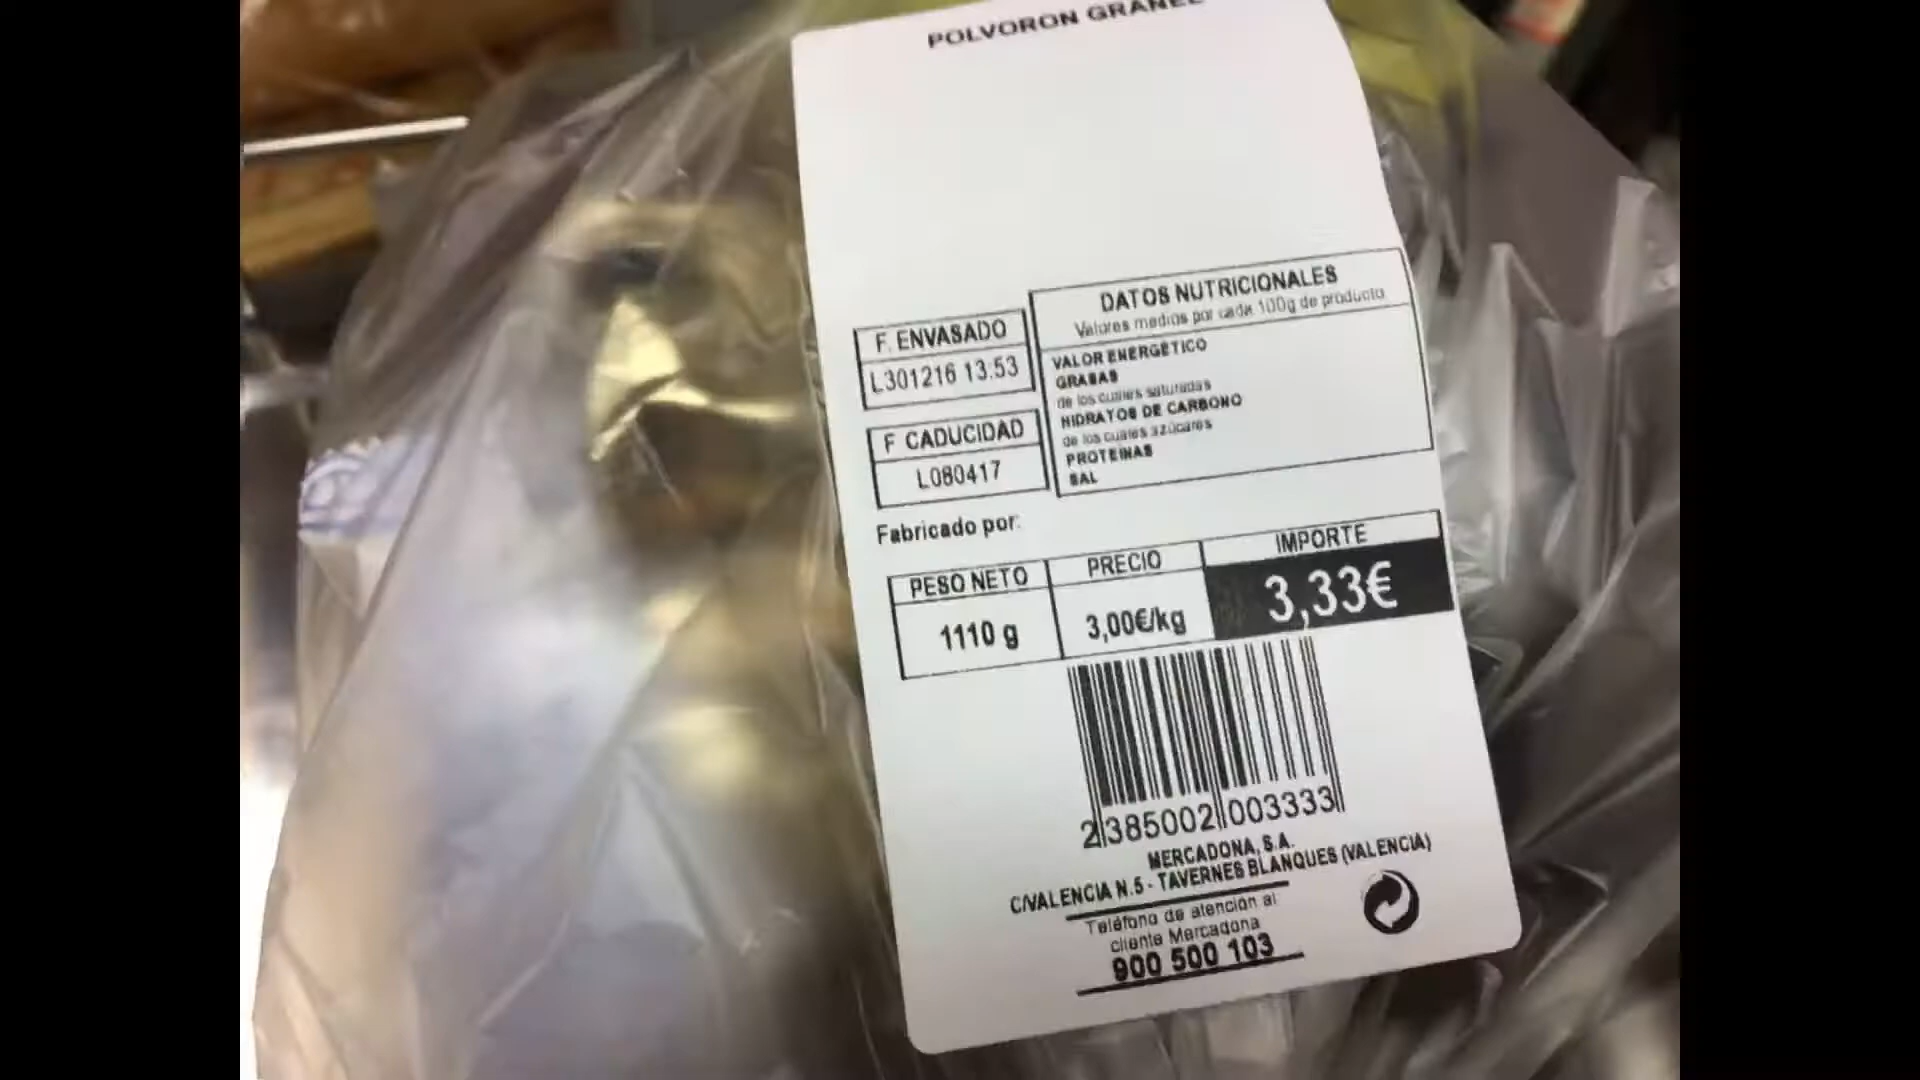 POLVORON GRANEL
F. ENVASADO
L301216 13:53
F CADUCIDAD
L080417
DATOS NUTRICIONALES
Valores medios por cada 100g de producto
VALOR ENERGÉTICO
GRASAS
de los cuales saturadas
HIDRATOS DE CARBONO
de los cuales azúcares
PROTEINAS
SAL
Fabricado por:
PESO NETO
1110 g
PRECIO
3,00€/kg
IMPORTE
3,33€
2 385002 003333
MERCADONA, S.A.
C/VALENCIA N.5 - TAVERNES BLANQUES (VALENCIA)
Teléfono de atención al
cliente Mercadona
900 500 103